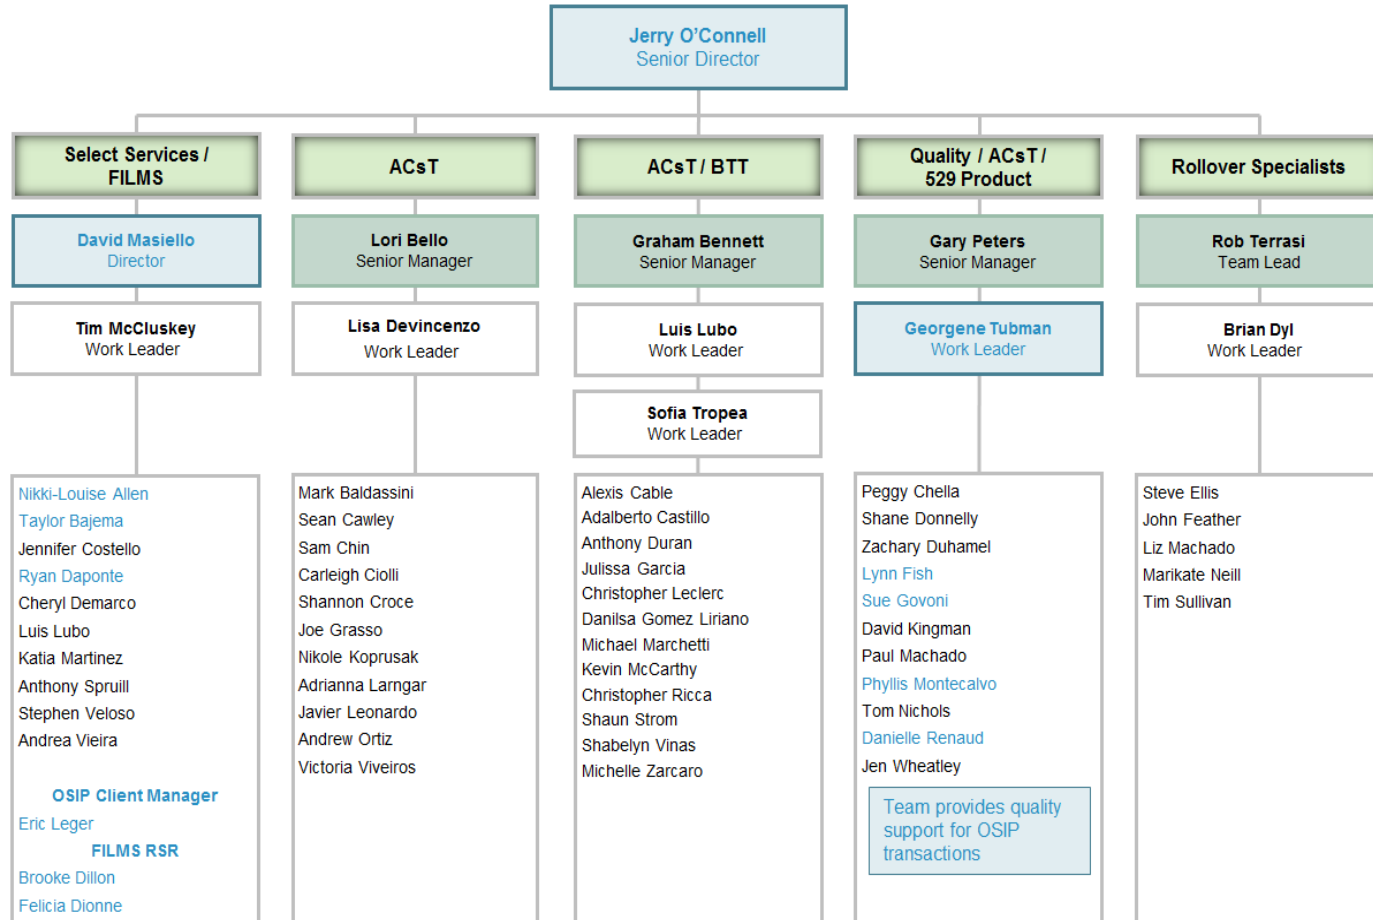 Jerry O'Connell
Senior Director
Select Services /
FILMS
David Masiello
Director
Tim McCluskey
Work Leader
Nikki-Louise Allen
Taylor Bajema
Jennifer Costello
Ryan Daponte
Cheryl Demarco
Luis Lubo
Katia Martinez
Anthony Spruill
Stephen Veloso
Andrea Vieira
OSIP Client Manager
Eric Leger
FILMS RSR
Brooke Dillon
Felicia Dionne
ACsT
Lori Bello
Senior Manager
Lisa Devincenzo
Work Leader
Mark Baldassini
Sean Cawley
Sam Chin
Carleigh Ciolli
Shannon Croce
Joe Grasso
Nikole Koprusak
Adrianna Larngar
Javier Leonardo
Andrew Ortiz
Victoria Viveiros
ACsT / BTT
Graham Bennett
Senior Manager
Luis Lubo
Work Leader
Sofia Tropea
Work Leader
Alexis Cable
Adalberto Castillo
Anthony Duran
Julissa Garcia
Christopher Leclerc
Danilsa Gomez Liriano
Michael Marchetti
Kevin McCarthy
Christopher Ricca
Shaun Strom
Shabelyn Vinas
Michelle Zarcaro
Quality / ACsT /
529 Product
Gary Peters
Senior Manager
Georgene Tubman
Work Leader
Peggy Chella
Shane Donnelly
Zachary Duhamel
Lynn Fish
Sue Govoni
David Kingman
Paul Machado
Phyllis Montecalvo
Tom Nichols
Danielle Renaud
Jen Wheatley
Team provides quality
support for OSIP
transactions
Rollover Specialists
Rob Terrasi
Team Lead
Brian Dyl
Work Leader
Steve Ellis
John Feather
Liz Machado
Marikate Neill
Tim Sullivan